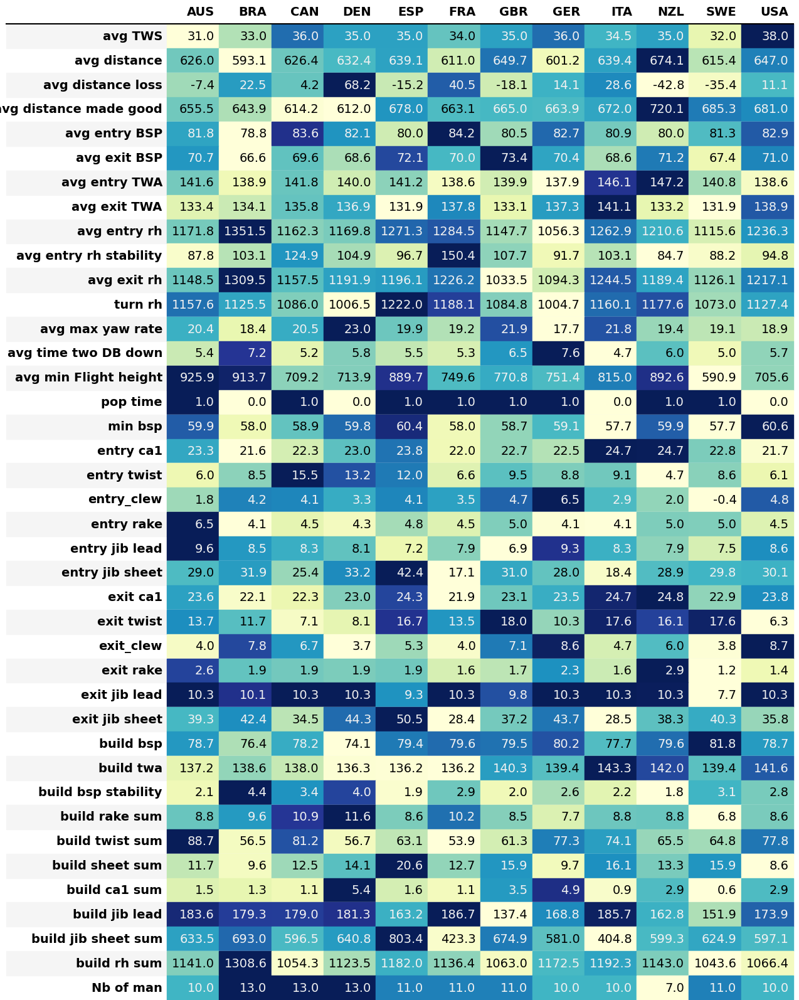 AUS BRA CAN DEN ESP FRA GBR GER ITA NZL SWE USA
avg TWS 31.0 33.0 36.0 35.0 35.0 34.0 35.0 36.0 34.5 35.0 32.0 38.0
avg distance 626.0 593.1 626.4 632.4 639.1 611.0 649.7 601.2 639.4 674.1 615.4 647.0
avg distance loss -7.4 22.5 4.2 68.2 -15.2 40.5 -18.1 14.1 28.6 -42.8 -35.4 11.1
vg distance made good 655.5 643.9 614.2 612.0 678.0 663.1 665.0 663.9 672.0 720.1 685.3 681.0
avg entry BSP 81.8 78.8 83.6 82.1 80.0 84.2 80.5 82.7 80.9 80.0 81.3 82.9
avg exit BSP 70.7 66.6 69.6 68.6 72.1 70.0 73.4 70.4 68.6 71.2 67.4 71.0
avg entry TWA 141.6 138.9 141.8 140.0 141.2 138.6 139.9 137.9 146.1 147.2 140.8 138.6
avg exit TWA 133.4 134.1 135.8 136.9 131.9 137.8 133.1 137.3 141.1 133.2 131.9 138.9
avg entry rh 1171.8 1351.5 1162.3 1169.8 1271.3 1284.5 1147.7 1056.3 1262.9 1210.6 1115.6 1236.3
avg entry rh stability 87.8 103.1 124.9 104.9 96.7 150.4 107.7 91.7 103.1 84.7 88.2 94.8
avg exit rh 1148.5 1309.5 1157.5 1191.9 1196.1 1226.2 1033.5 1094.3 1244.5 1189.4 1126.1 1217.1
turn rh 1157.6 1125.5 1086.0 1006.5 1222.0 1188.1 1084.8 1004.7 1160.1 1177.6 1073.0 1127.4
avg max yaw rate 20.4 18.4 20.5 23.0 19.9 19.2 21.9 17.7 21.8 19.4 19.1 18.9
avg time two DB down 5.4 7.2 5.2 5.8 5.5 5.3 6.5 7.6 4.7 6.0 5.0 5.7
avg min Flight height 925.9 913.7 709.2 713.9 889.7 749.6 770.8 751.4 815.0 892.6 590.9 705.6
pop time 1.0 0.0 1.0 0.0 1.0 1.0 1.0 1.0 0.0 1.0 1.0 0.0
min bsp 59.9 58.0 58.9 59.8 60.4 58.0 58.7 59.1 57.7 59.9 57.7 60.6
entry ca1 23.3 21.6 22.3 23.0 23.8 22.0 22.7 22.5 24.7 24.7 22.8 21.7
entry twist 6.0 8.5 15.5 13.2 12.0 6.6 9.5 8.8 9.1 4.7 8.6 6.1
entry_clew 1.8 4.2 4.1 3.3 4.1 3.5 4.7 6.5 2.9 2.0 -0.4 4.8
entry rake 6.5 4.1 4.5 4.3 4.8 4.5 5.0 4.1 4.1 5.0 5.0 4.5
entry jib lead 9.6 8.5 8.3 8.1 7.2 7.9 6.9 9.3 8.3 7.9 7.5 8.6
entry jib sheet 29.0 31.9 25.4 33.2 42.4 17.1 31.0 28.0 18.4 28.9 29.8 30.1
exit ca1 23.6 22.1 22.3 23.0 24.3 21.9 23.1 23.5 24.7 24.8 22.9 23.8
exit twist 13.7 11.7 7.1 8.1 16.7 13.5 18.0 10.3 17.6 16.1 17.6 6.3
exit_clew 4.0 7.8 6.7 3.7 5.3 4.0 7.1 8.6 4.7 6.0 3.8 8.7
exit rake 2.6 1.9 1.9 1.9 1.9 1.6 1.7 2.3 1.6 2.9 1.2 1.4
exit jib lead 10.3 10.1 10.3 10.3 9.3 10.3 9.8 10.3 10.3 10.3 7.7 10.3
exit jib sheet 39.3 42.4 34.5 44.3 50.5 28.4 37.2 43.7 28.5 38.3 40.3 35.8
build bsp 78.7 76.4 78.2 74.1 79.4 79.6 79.5 80.2 77.7 79.6 81.8 78.7
build twa 137.2 138.6 138.0 136.3 136.2 136.2 140.3 139.4 143.3 142.0 139.4 141.6
build bsp stability 2.1 4.4 3.4 4.0 1.9 2.9 2.0 2.6 2.2 1.8 3.1 2.8
build rake sum 8.8 9.6 10.9 11.6 8.6 10.2 8.5 7.7 8.8 8.8 6.8 8.6
build twist sum 88.7 56.5 81.2 56.7 63.1 53.9 61.3 77.3 74.1 65.5 64.8 77.8
build sheet sum 11.7 9.6 12.5 14.1 20.6 12.7 15.9 9.7 16.1 13.3 15.9 8.6
build ca1 sum 1.5 1.3 1.1 5.4 1.6 1.1 3.5 4.9 0.9 2.9 0.6 2.9
build jib lead 183.6 179.3 179.0 181.3 163.2 186.7 137.4 168.8 185.7 162.8 151.9 173.9
build jib sheet sum 633.5 693.0 596.5 640.8 803.4 423.3 674.9 581.0 404.8 599.3 624.9 597.1
build rh sum 1141.0 1308.6 1054.3 1123.5 1182.0 1136.4 1063.0 1172.5 1192.3 1143.0 1043.6 1066.4
Nb of man 10.0 13.0 13.0 13.0 11.0 11.0 11.0 10.0 10.0 7.0 11.0 10.0